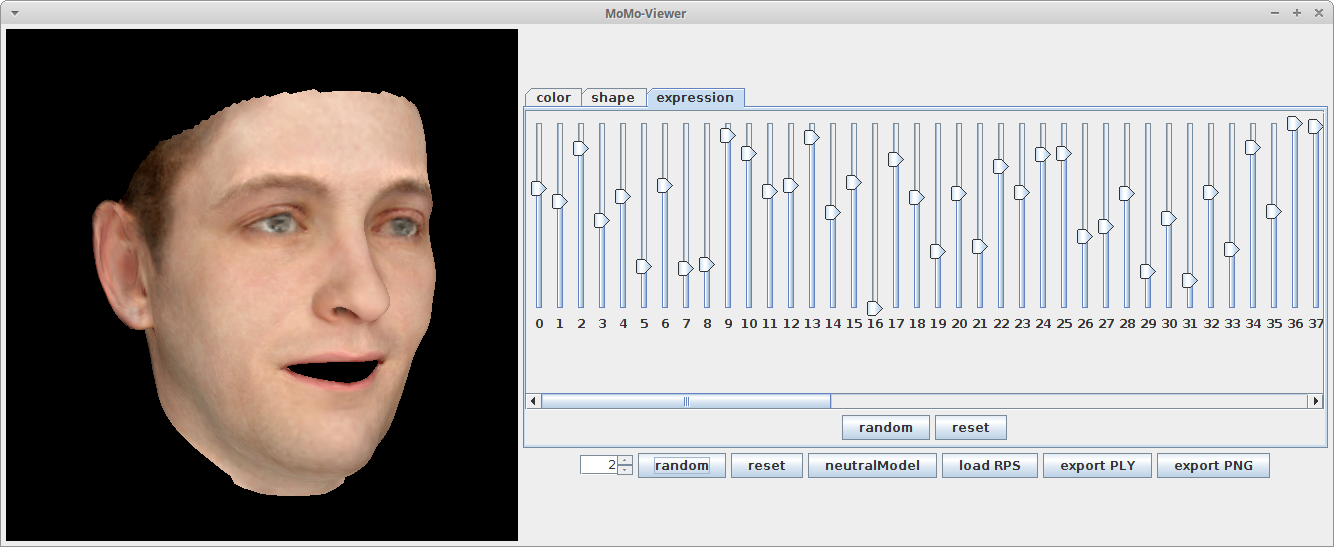 MoMo-Viewer
color shape expression
0 1 2 3 4 5 6 7 8 9 10 11 12 13 14 15 16 17 18 19 20 21 22 23 24 25 26 27 28 29 30 31 32 33 34 35 36 37
random reset
2 random reset neutralModel load RPS export PLY export PNG